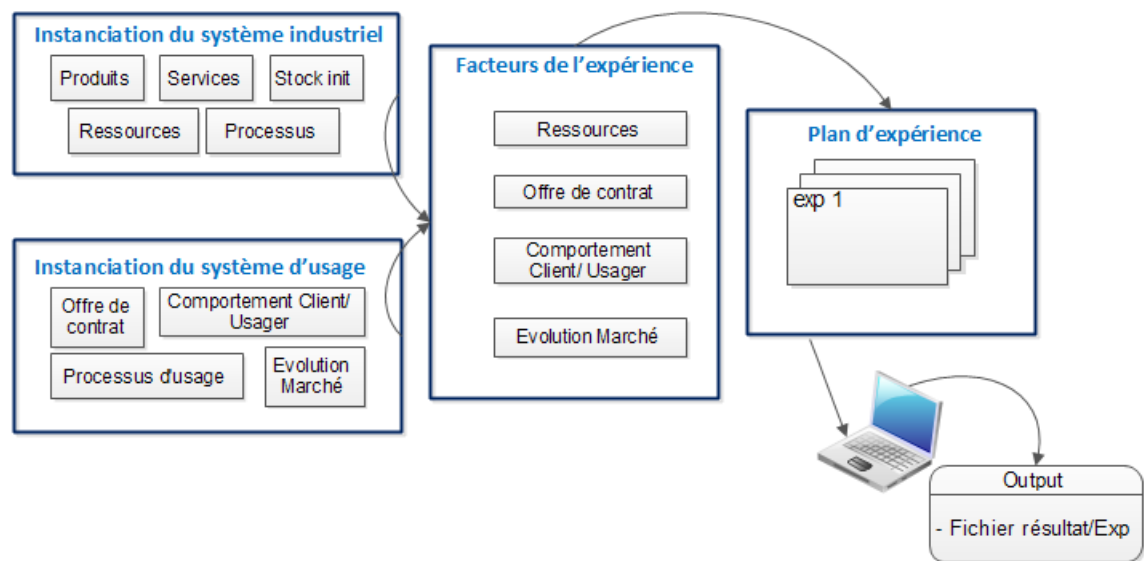 Instanciation du système industriel
Produits
Services
Stock init
Ressources
Processus
Instanciation du système d'usage
Offre de
contrat
Comportement Client/
Usager
Processus d'usage
Evolution
Marché
Facteurs de l'expérience
Ressources
Offre de contrat
Comportement
Client/ Usager
Evolution Marché
Plan d'expérience
exp 1
Output
- Fichier résultat/Exp